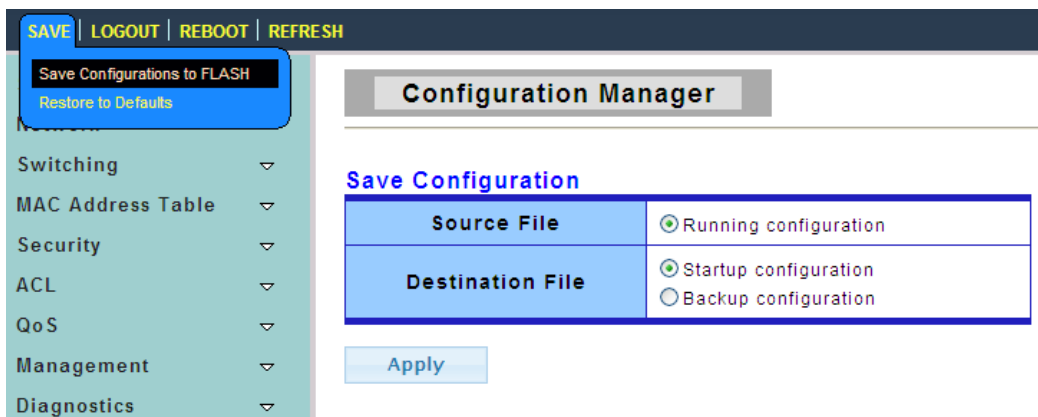 SAVE | LOGOUT | REBOOT | REFRESH
Save Configurations to FLASH
Restore to Defaults
Switching
MAC Address Table
Security
ACL
QoS
Management
Diagnostics
Configuration Manager
Save Configuration
Source File
Running configuration
Destination File
Startup configuration
Backup configuration
Apply